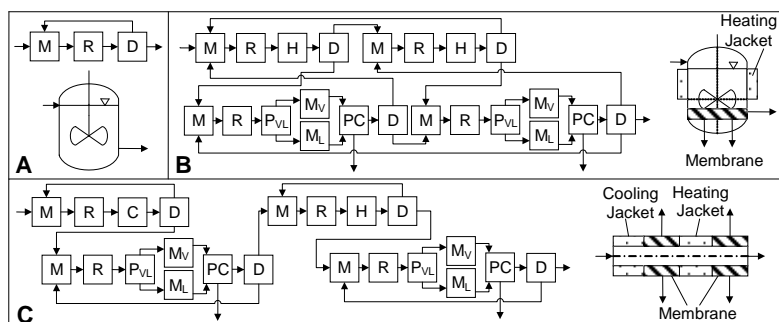 M R D
A
M R H D M R H D
Heating
Jacket
M R PVL MV ML PC D M R PVL MV ML PC D
Membrane
B
M R C D M R H D
Cooling Heating
Jacket Jacket
M R PVL MV ML PC D M R PVL MV ML PC D
Membrane
C